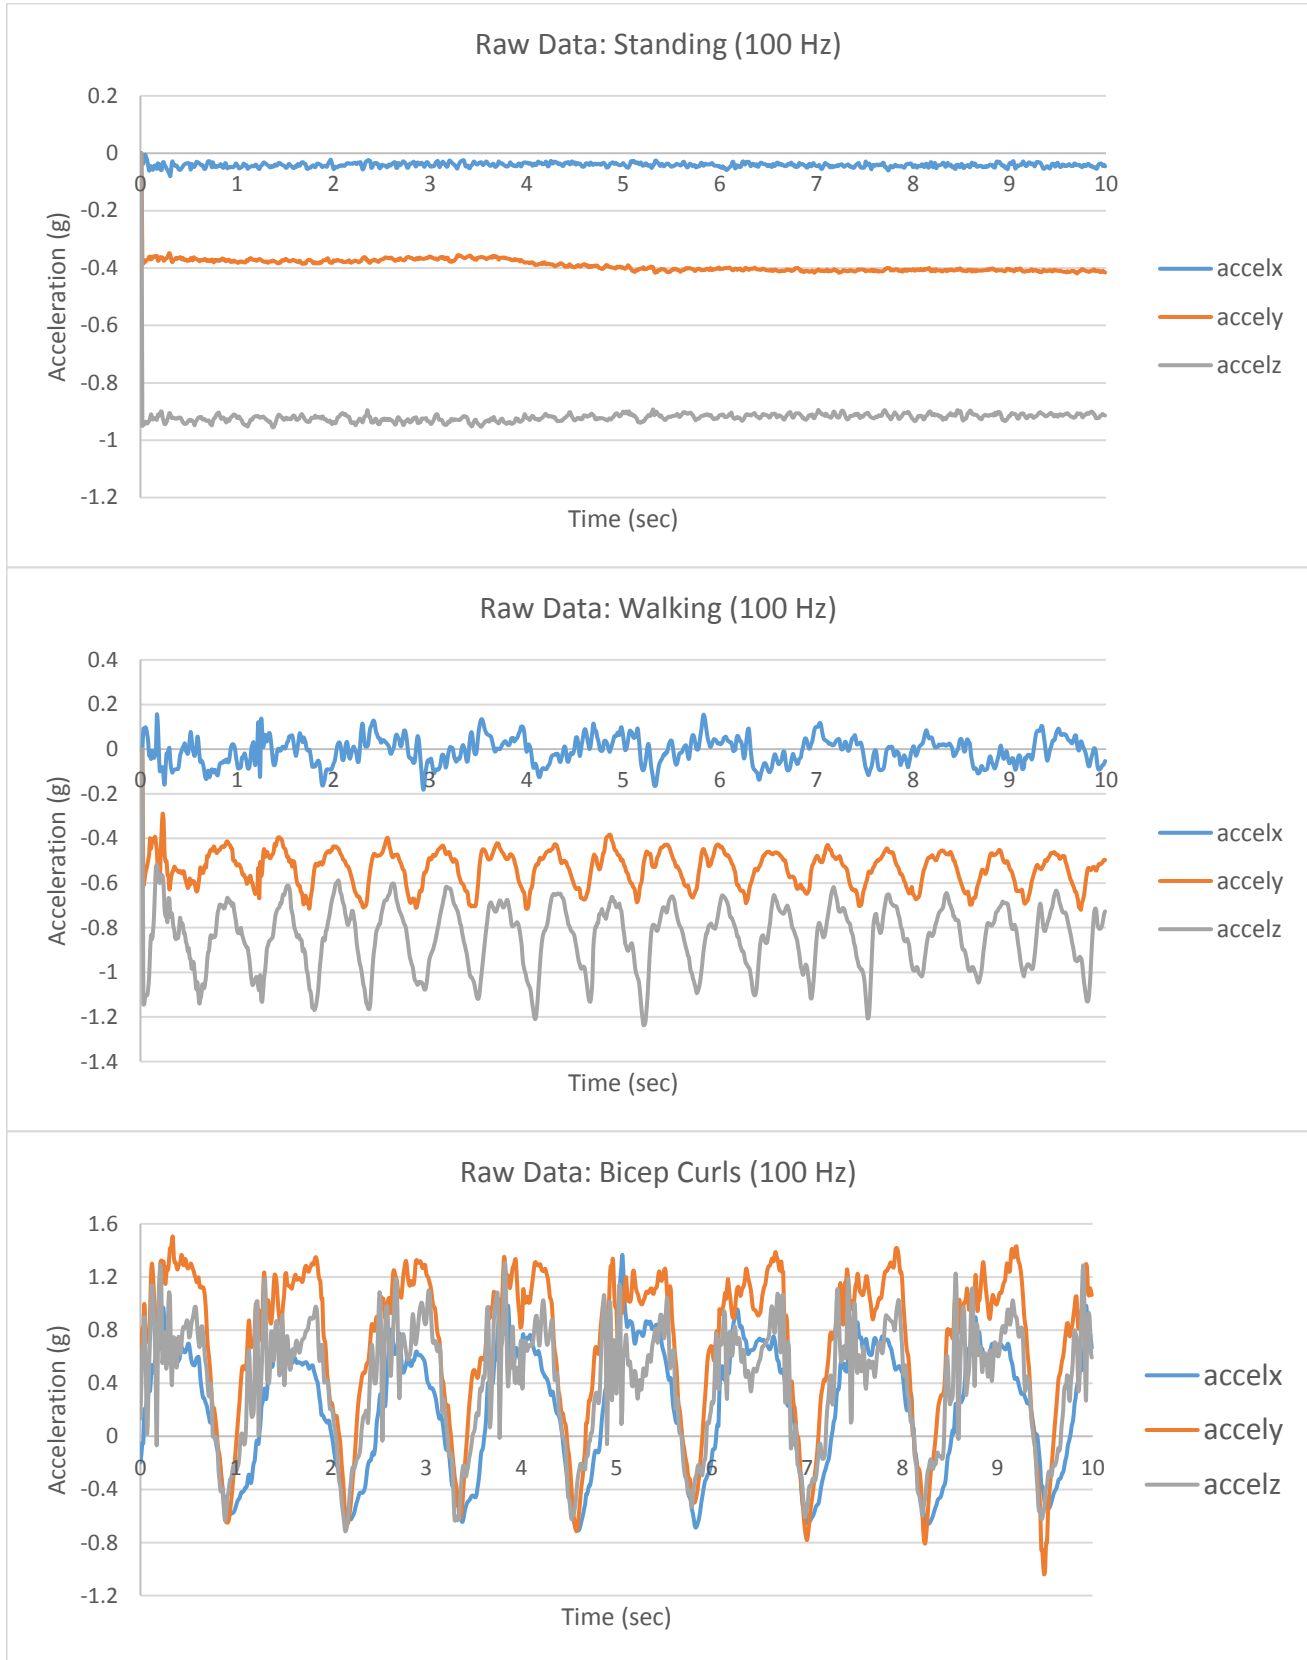 Raw Data: Standing (100 Hz)
0.2
0
-0.2
-0.4
-0.6
-0.8
-1
-1.2
0 1 2 3 4 5 6 7 8 9 10
Acceleration (g)
Time (sec)
accelx
accely
accelz
Raw Data: Walking (100 Hz)
0.4
0.2
0
-0.2
-0.4
-0.6
-0.8
-1
-1.2
-1.4
0 1 2 3 4 5 6 7 8 9 10
Acceleration (g)
Time (sec)
accelx
accely
accelz
Raw Data: Bicep Curls (100 Hz)
1.6
1.2
0.8
0.4
0
-0.4
-0.8
-1.2
0 1 2 3 4 5 6 7 8 9 10
Acceleration (g)
Time (sec)
accelx
accely
accelz